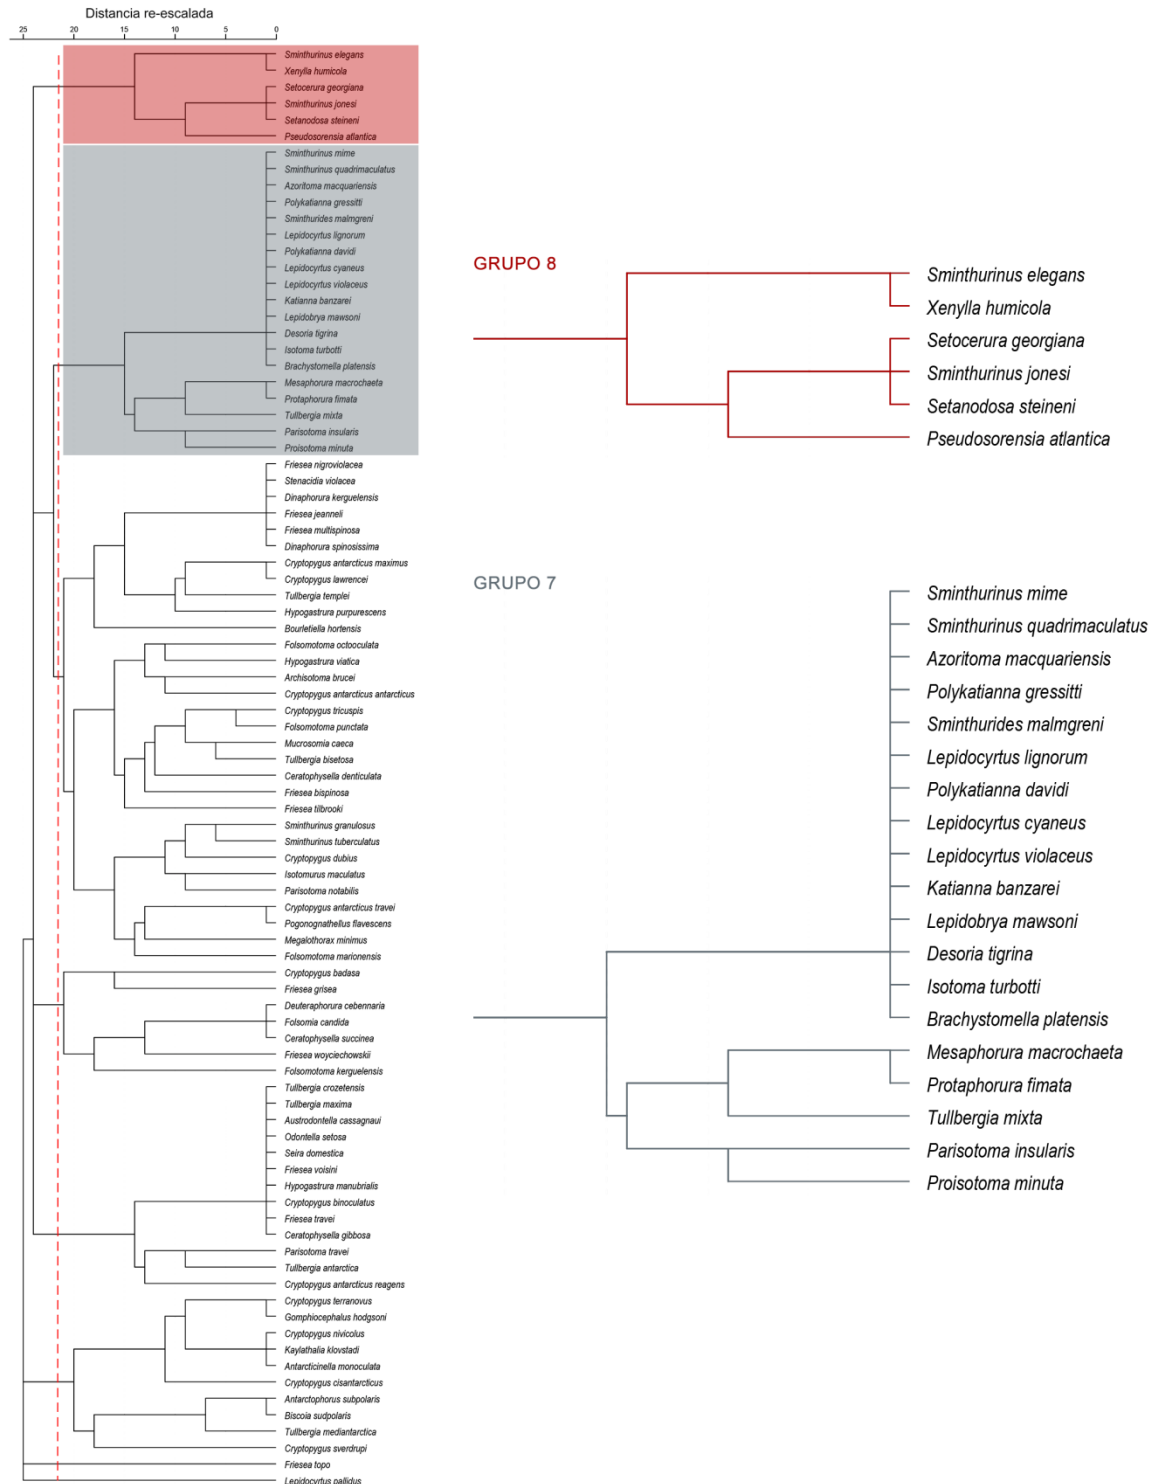 Distancia re-escalada
25 20 15 10 5 0
Sminthurinus elegans
Xenylla humicola
Setocerura georgiana
Sminthurinus jonesi
Setanodosa steineni
Pseudosorensia atlantica
Sminthurinus mime
Sminthurinus quadrimaculatus
Azoritoma macquariensis
Polykatianna gressitti
Sminthurides malmgreni
Lepidocyrtus lignorum
Polykatianna davidi
Lepidocyrtus cyaneus
Lepidocyrtus violaceus
Katianna banzarei
Lepidobrya mawsoni
Desoria tigrina
Isotoma turbotti
Brachystomella platensis
Mesaphorura macrochaeta
Protaphorura fimata
Tullbergia mixta
Parisotoma insularis
Proisotoma minuta
Friesea nigroviolacea
Stenacidia violacea
Dinaphorura kerguelensis
Friesea jeanneli
Friesea multispinosa
Dinaphorura spinosissima
Cryptopygus antarcticus maximus
Cryptopygus lawrencei
Tullbergia templei
Hypogastrura purpurescens
Bourletiella hortensis
Folsomotoma octooculata
Hypogastrura viatica
Archisotoma brucei
Cryptopygus antarcticus antarcticus
Cryptopygus tricuspis
Folsomotoma punctata
Mucrosomia caeca
Tullbergia bisetosa
Ceratophysella denticulata
Friesea bispinosa
Friesea tilbrooki
Sminthurinus granulosus
Sminthurinus tuberculatus
Cryptopygus dubius
Isotomurus maculatus
Parisotoma notabilis
Cryptopygus antarcticus travei
Pogonognathellus flavescens
Megalothorax minimus
Folsomotoma marionensis
Cryptopygus badasa
Friesea grisea
Deuteraphorura cebennaria
Folsomia candida
Ceratophysella succinea
Friesea woyciechowskii
Folsomotoma kerguelensis
Tullbergia crozetensis
Tullbergia maxima
Austrodontella cassagnaui
Odontella setosa
Seira domestica
Friesea voisini
Hypogastrura manubrialis
Cryptopygus binoculatus
Friesea travei
Ceratophysella gibbosa
Parisotoma travei
Tullbergia antarctica
Cryptopygus antarcticus reagens
Cryptopygus terranovus
Gomphiocephalus hodgsoni
Cryptopygus nivicolus
Kaylathalia klovstadi
Antarcticinella monoculata
Cryptopygus cisantarcticus
Antarctophorus subpolaris
Biscoia sudpolaris
Tullbergia mediantarctica
Cryptopygus sverdrupi
Friesea topo
Lepidocyrtus pallidus
GRUPO 8
Sminthurinus elegans
Xenylla humicola
Setocerura georgiana
Sminthurinus jonesi
Setanodosa steineni
Pseudosorensia atlantica
GRUPO 7
Sminthurinus mime
Sminthurinus quadrimaculatus
Azoritoma macquariensis
Polykatianna gressitti
Sminthurides malmgreni
Lepidocyrtus lignorum
Polykatianna davidi
Lepidocyrtus cyaneus
Lepidocyrtus violaceus
Katianna banzarei
Lepidobrya mawsoni
Desoria tigrina
Isotoma turbotti
Brachystomella platensis
Mesaphorura macrochaeta
Protaphorura fimata
Tullbergia mixta
Parisotoma insularis
Proisotoma minuta